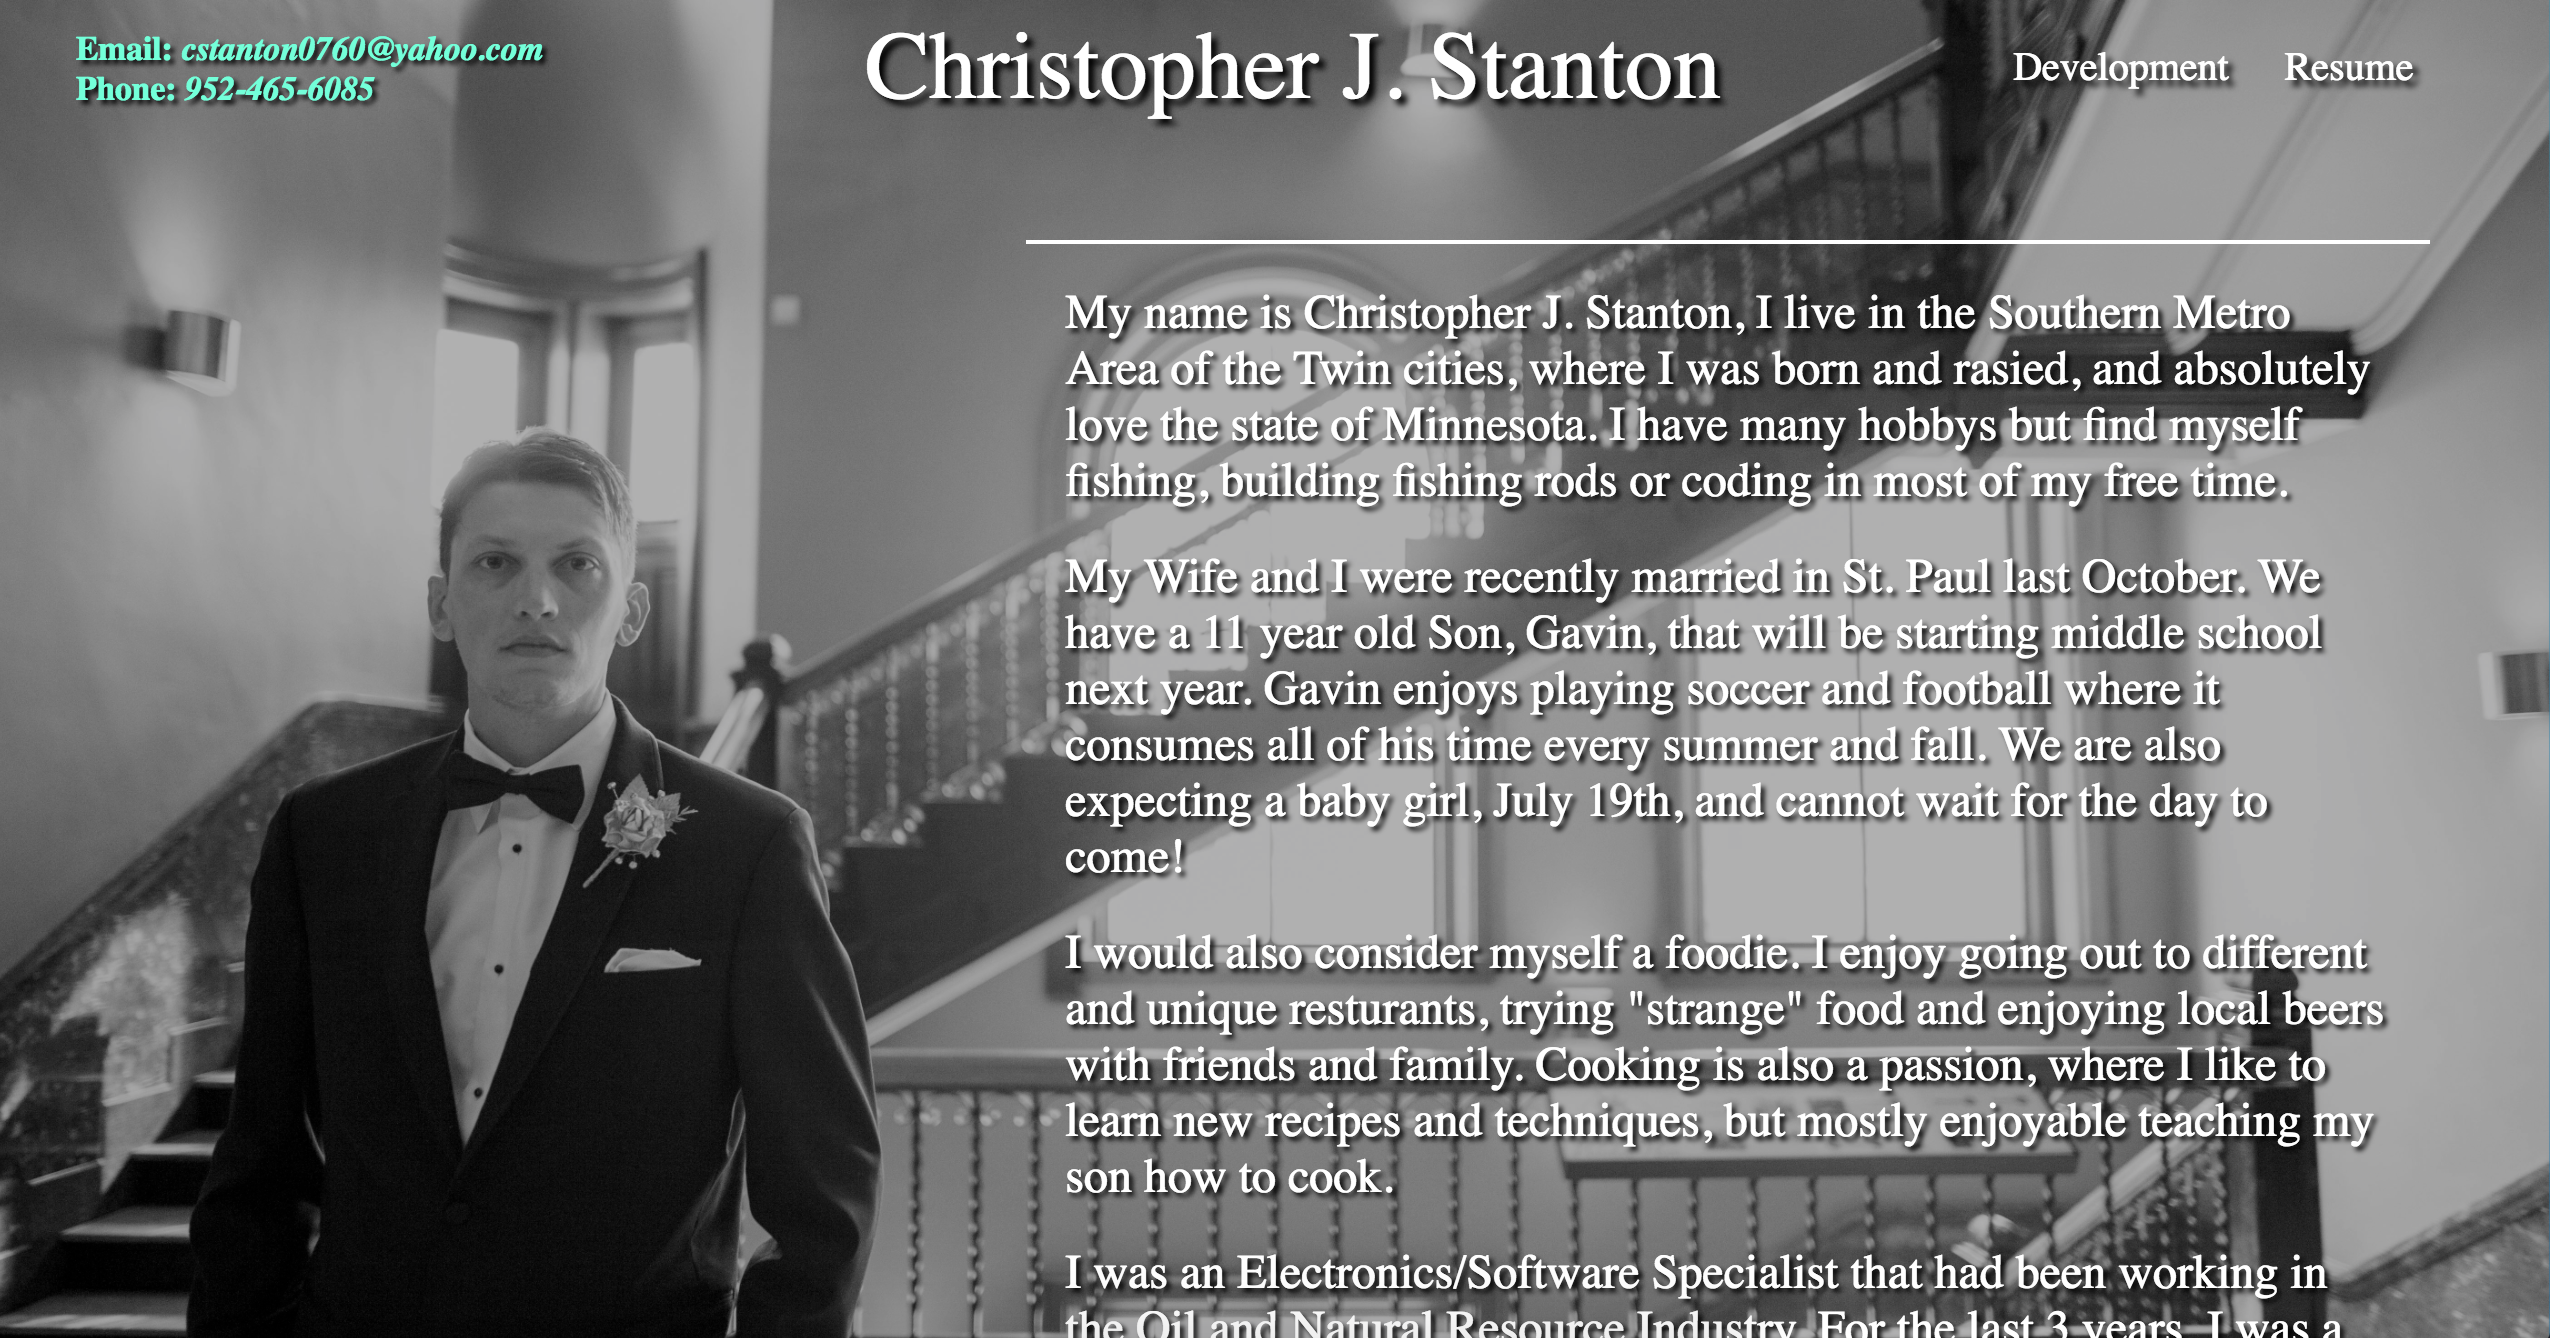 Email: cstanton0760@yahoo.com
Phone: 952-465-6085
Christopher J. Stanton
Development Resume
My name is Christopher J. Stanton, I live in the Southern Metro
Area of the Twin cities, where I was born and rasied, and absolutely
love the state of Minnesota. I have many hobbys but find myself
fishing, building fishing rods or coding in most of my free time.
My Wife and I were recently married in St. Paul last October. We
have a 11 year old Son, Gavin, that will be starting middle school
next year. Gavin enjoys playing soccer and football where it
consumes all of his time every summer and fall. We are also
expecting a baby girl, July 19th, and cannot wait for the day to
come!
I would also consider myself a foodie. I enjoy going out to different
and unique resturants, trying "strange" food and enjoying local beers
with friends and family. Cooking is also a passion, where I like to
learn new recipes and techniques, but mostly enjoyable teaching my
son how to cook.
I was an Electronics/Software Specialist that had been working in
the Oil and Natural Resource Industry. For the last 3 years, I was a